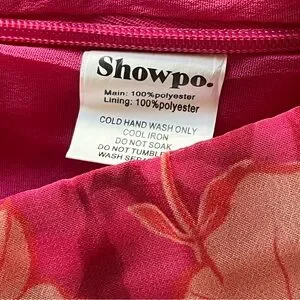 Showpo.
Main: 100%polyester
Lining: 100%polyester
COLD HAND WASH ONLY
COOL IRON
DO NOT SOAK
DO NOT TUMBLE
WASH